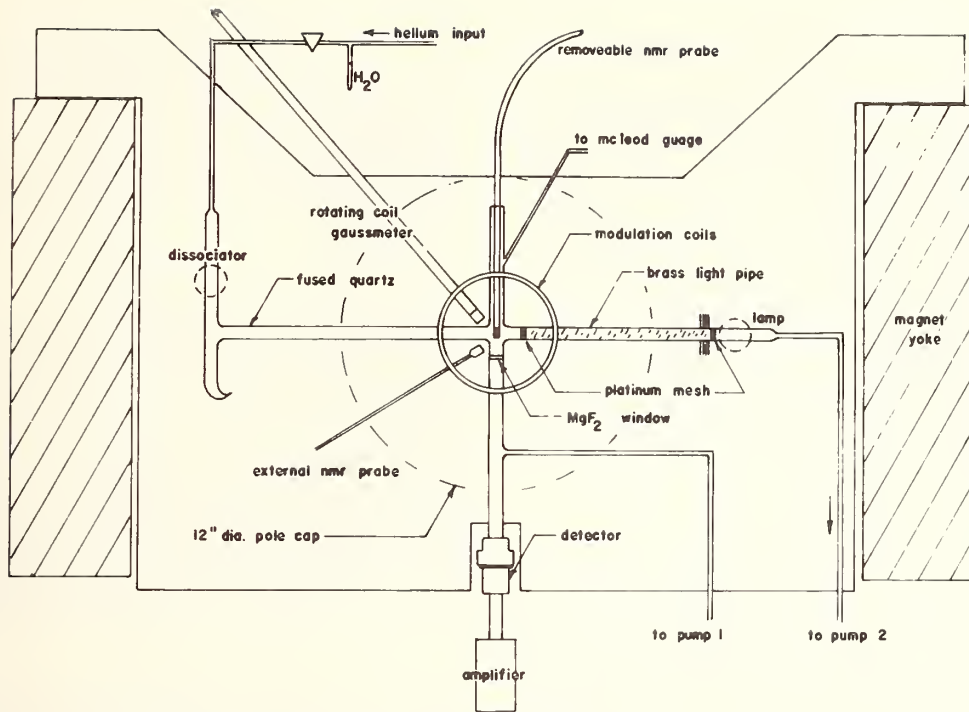 helium input
H2O
removeable nmr probe
to mcleod guage
rotating coil
gaussmeter
modulation coils
dissociator
fused quartz
brass light pipe
lamp
magnet
yoke
platinum mesh
MgF2 window
external nmr probe
12" dia. pole cap
detector
to pump 1
to pump 2
amplifier